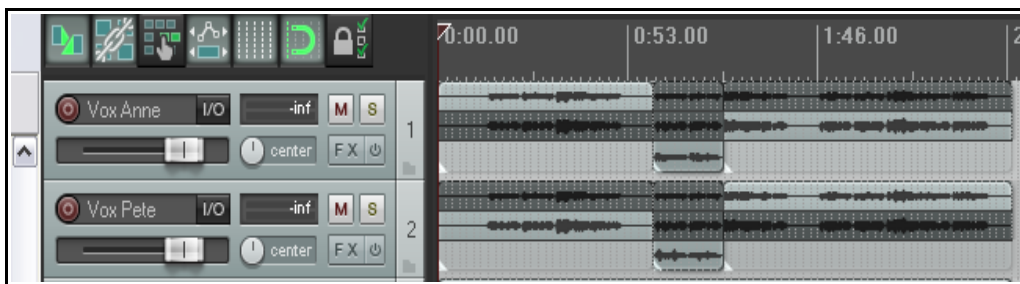 0:00.00 0:53.00 1:46.00 2
Vox Anne I/O -inf M S 1
center FX
Vox Pete I/O -inf M S 2
center FX